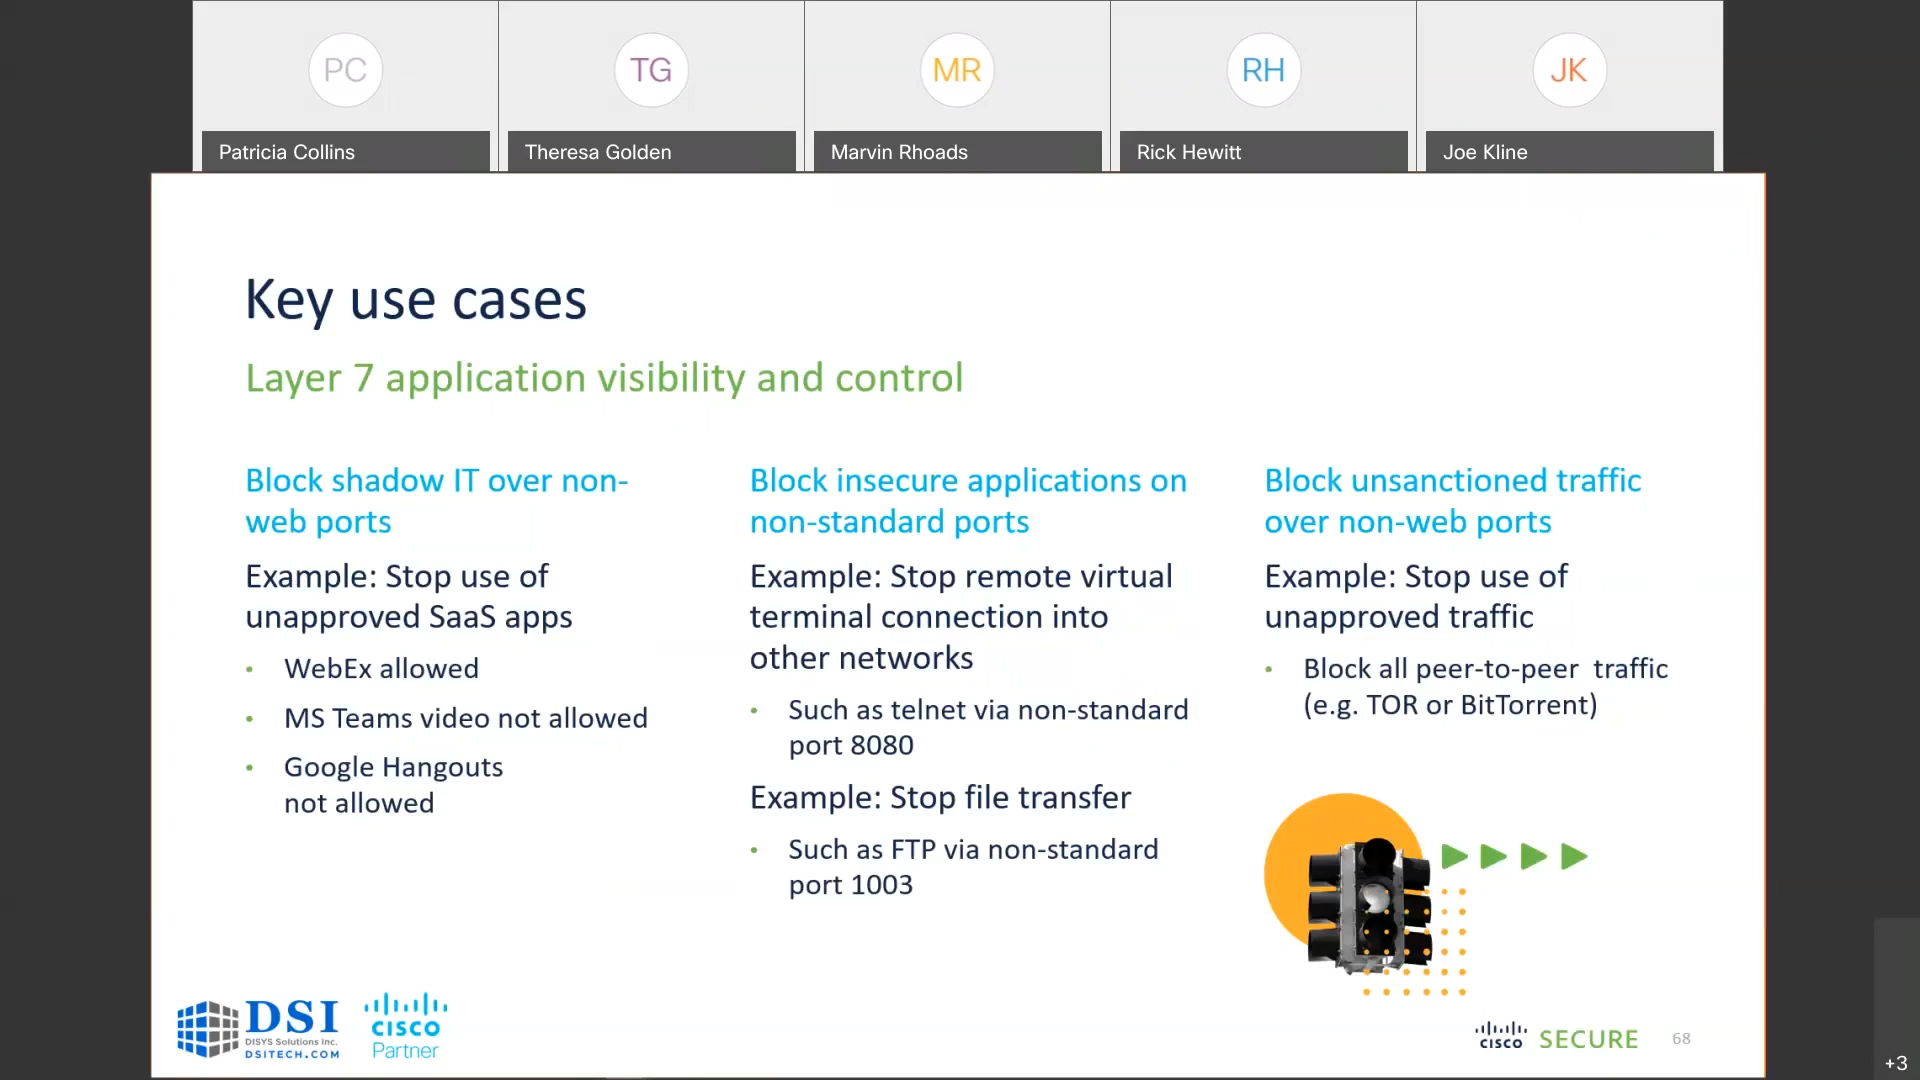 PC
TG
MR
RH
JK
Patricia Collins
Theresa Golden
Marvin Rhoads
Rick Hewitt
Joe Kline
Key use cases
Layer 7 application visibility and control
Block shadow IT over non-
web ports
Example: Stop use of
unapproved SaaS apps
• WebEx allowed
• MS Teams video not allowed
• Google Hangouts
not allowed
Block insecure applications on
non-standard ports
Example: Stop remote virtual
terminal connection into
other networks
• Such as telnet via non-standard
port 8080
Example: Stop file transfer
• Such as FTP via non-standard
port 1003
Block unsanctioned traffic
over non-web ports
Example: Stop use of
unapproved traffic
• Block all peer-to-peer  traffic
(e.g. TOR or BitTorrent)
DSI
DISYS Solutions Inc.
DSITECH.COM
CISCO
Partner
CISCO SECURE
68
+3